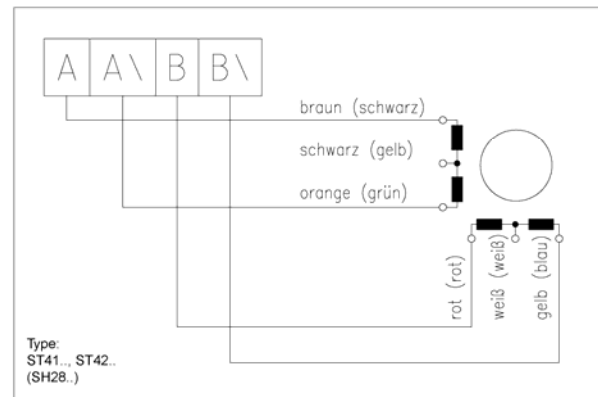 A A\ B B\
braun (schwarz)
schwarz (gelb)
orange (grün)
rot (rot)
weiß (weiß)
gelb (blau)
Type:
ST41.., ST42..
(SH28..)